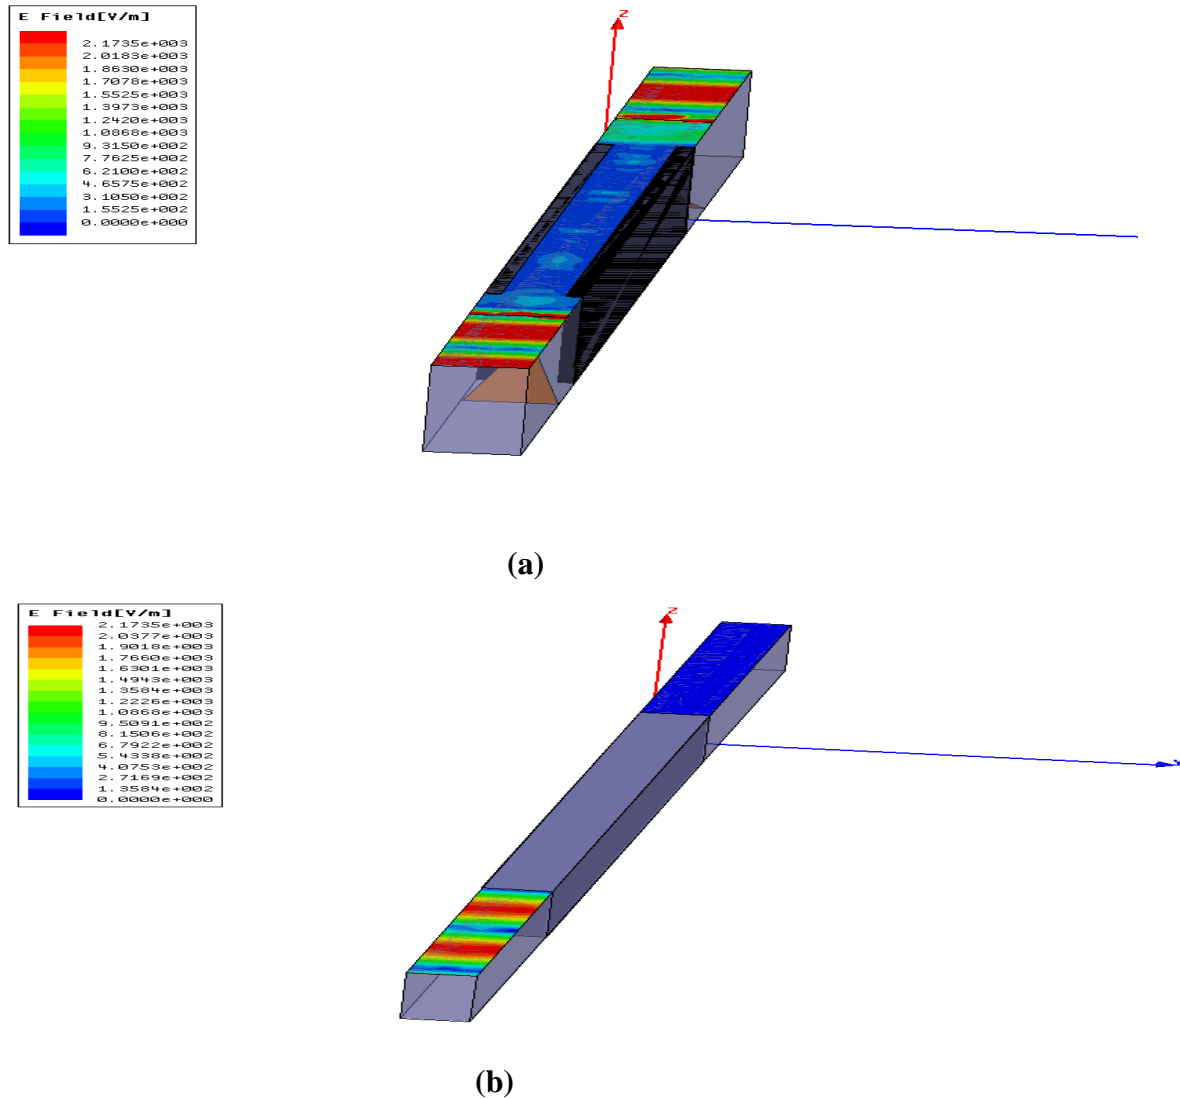 E Field[V/m]
2.1735e+003
2.0183e+003
1.8630e+003
1.7078e+003
1.5525e+003
1.3973e+003
1.2420e+003
1.0868e+003
9.3150e+002
7.7625e+002
6.2100e+002
4.6575e+002
3.1050e+002
1.5525e+002
0.0000e+000
Z
(a)
E Field[V/m]
2.1735e+003
2.0377e+003
1.9018e+003
1.7660e+003
1.6301e+003
1.4943e+003
1.3584e+003
1.2226e+003
1.0868e+003
9.5091e+002
8.1506e+002
6.7922e+002
5.4338e+002
4.0753e+002
2.7169e+002
1.3584e+002
0.0000e+000
Z
(b)